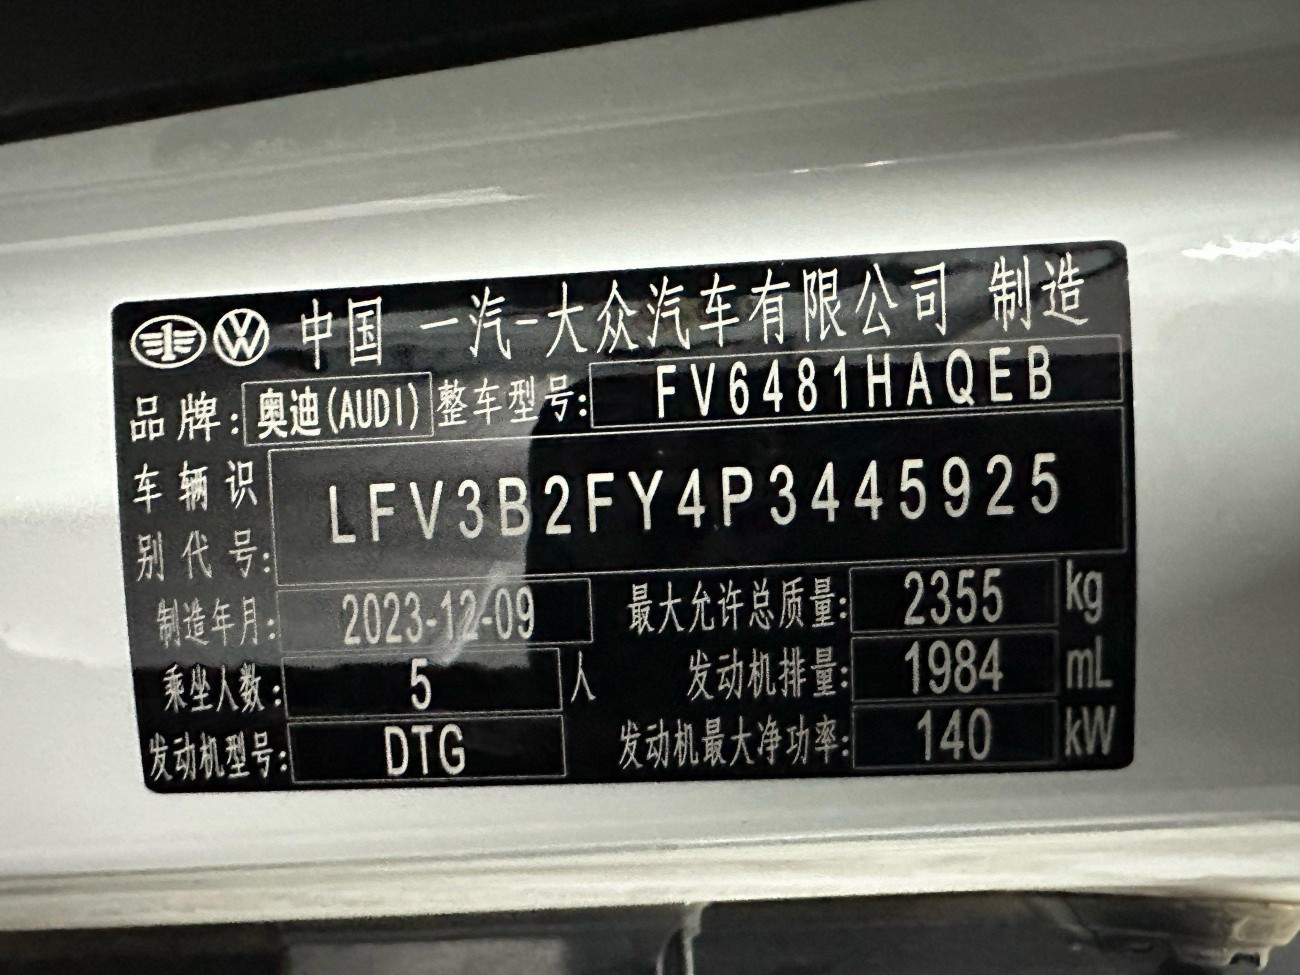 中国 一汽-大众汽车有限公司 制造
品牌: 奥迪(AUDI) 整车型号: FV6481HAQEB
车辆识别代号: LFV3B2FY4P3445925
制造年月: 2023-12-09 最大允许总质量: 2355 kg
乘坐人数: 5 人 发动机排量: 1984 mL
发动机型号: DTG 发动机最大净功率: 140 kW